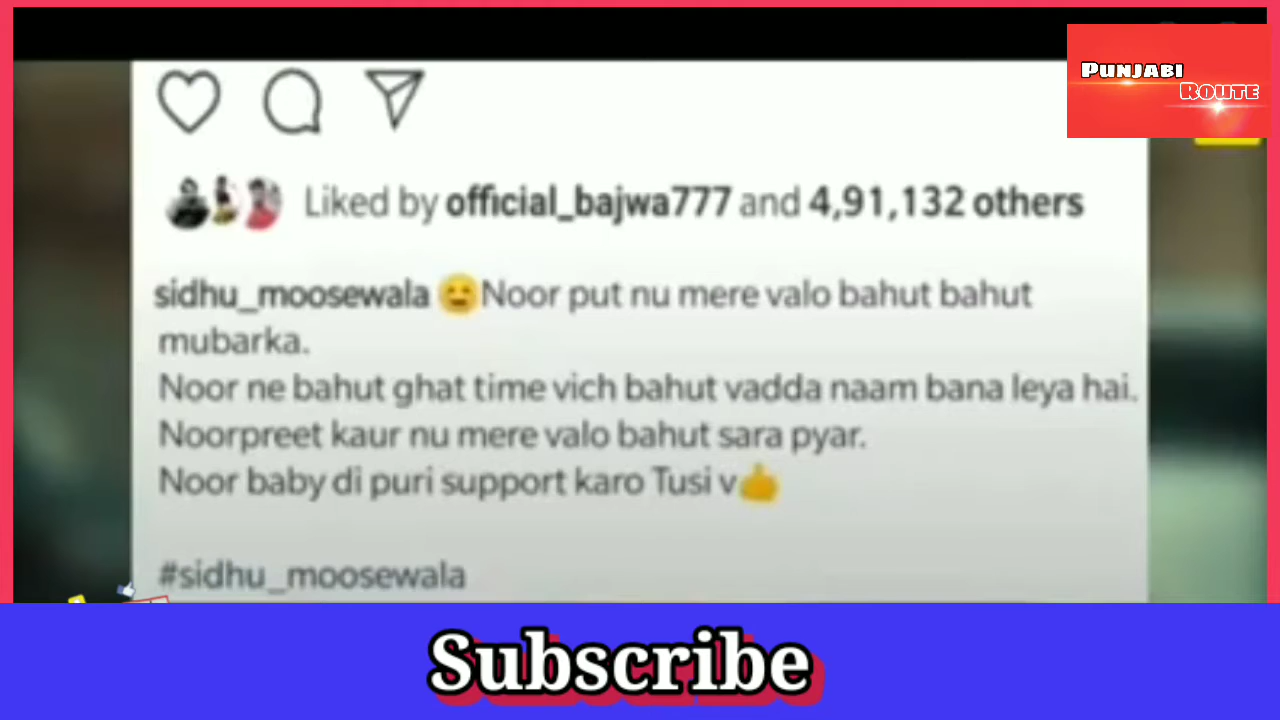 PUNJABI
ROUTE
Liked by official_bajwa777 and 4,91,132 others
sidhu_moosewala 😊Noor put nu mere valo bahut bahut
mubarka.
Noor ne bahut ghat time vich bahut vadda naam bana leya hai.
Noorpreet kaur nu mere valo bahut sara pyar.
Noor baby di puri support karo Tusi v👍
#sidhu_moosewala
Subscribe